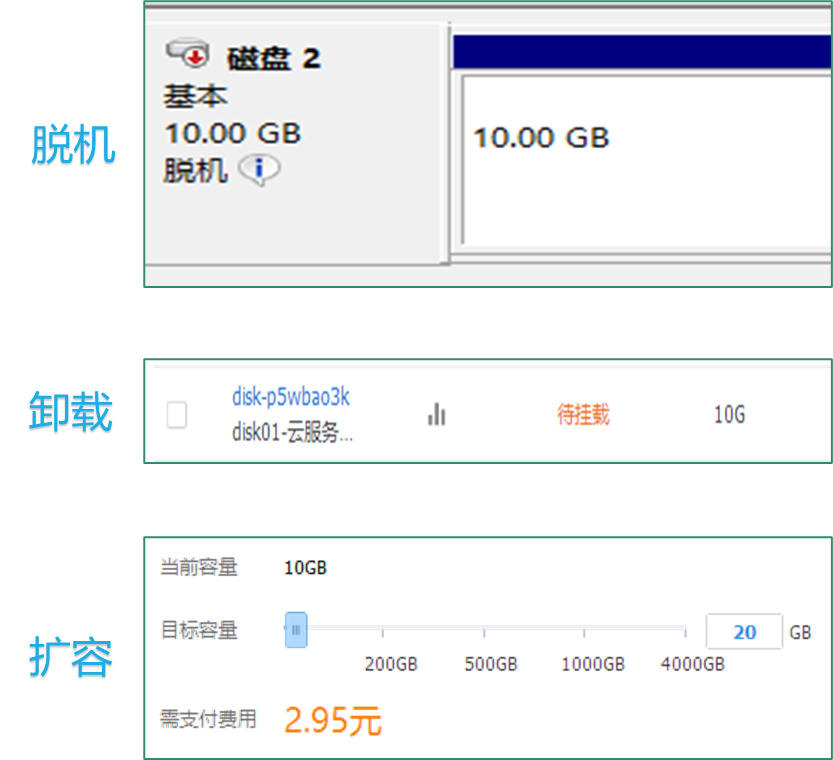 脱机
磁盘 2
基本
10.00 GB
脱机
10.00 GB
卸载
disk-p5wbao3k
disk01-云服务...
待挂载
10G
扩容
当前容量 10GB
目标容量 20 GB
200GB 500GB 1000GB 4000GB
需支付费用 2.95元